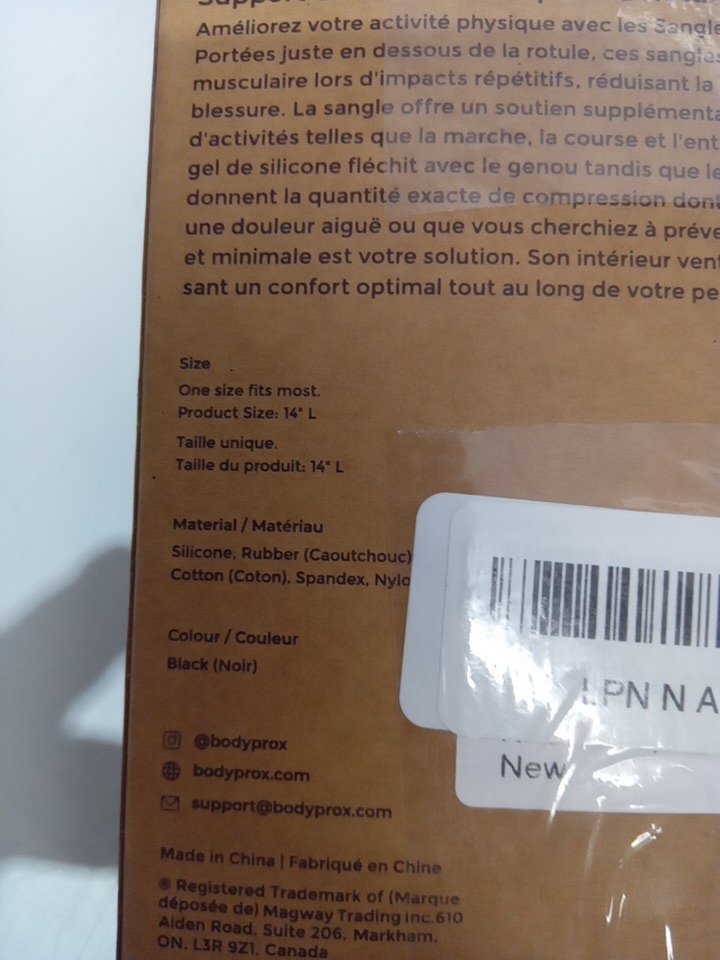 Améliorez votre activité physique avec les Sangle
Portées juste en dessous de la rotule, ces sangles
musculaire lors d'impacts répétitifs, réduisant la
blessure. La sangle offre un soutien supplémenta
d'activités telles que la marche, la course et l'ent
gel de silicone fléchit avec le genou tandis que le
donnent la quantité exacte de compression dont
une douleur aiguë ou que vous cherchiez à préve
et minimale est votre solution. Son intérieur vent
sant un confort optimal tout au long de votre pe
Size
One size fits most.
Product Size: 14" L
Taille unique.
Taille du produit: 14" L
Material / Matériau
Silicone, Rubber (Caoutchouc)
Cotton (Coton), Spandex, Nylo
Colour / Couleur
Black (Noir)
LPN N A
New
@bodyprox
bodyprox.com
support@bodyprox.com
Made in China | Fabriqué en Chine
® Registered Trademark of (Marque
déposée de) Magway Trading Inc.610
Alden Road, Suite 206, Markham,
ON, L3R 9Z1, Canada